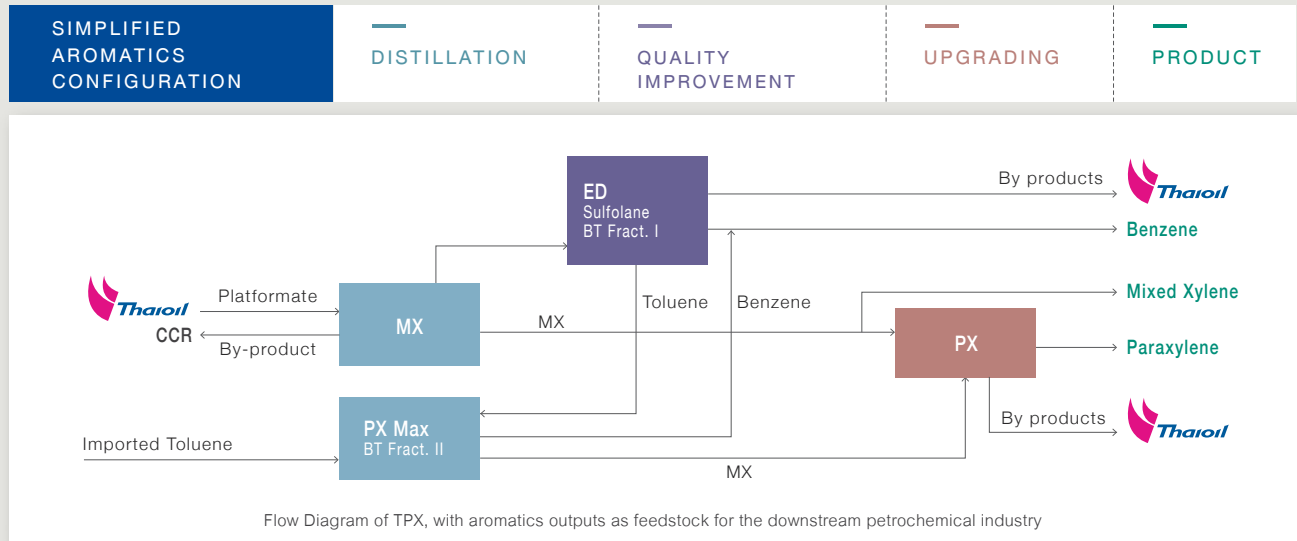 SIMPLIFIED
AROMATICS
CONFIGURATION
DISTILLATION
QUALITY
IMPROVEMENT
UPGRADING
PRODUCT
ED
Sulfolane
BT Fract. I
By products
Thaioil
Benzene
Thaioil
CCR
Platformate
By-product
MX
MX
Toluene
Benzene
Mixed Xylene
PX
Paraxylene
By products
Thaioil
Imported Toluene
PX Max
BT Fract. II
MX
Flow Diagram of TPX, with aromatics outputs as feedstock for the downstream petrochemical industry